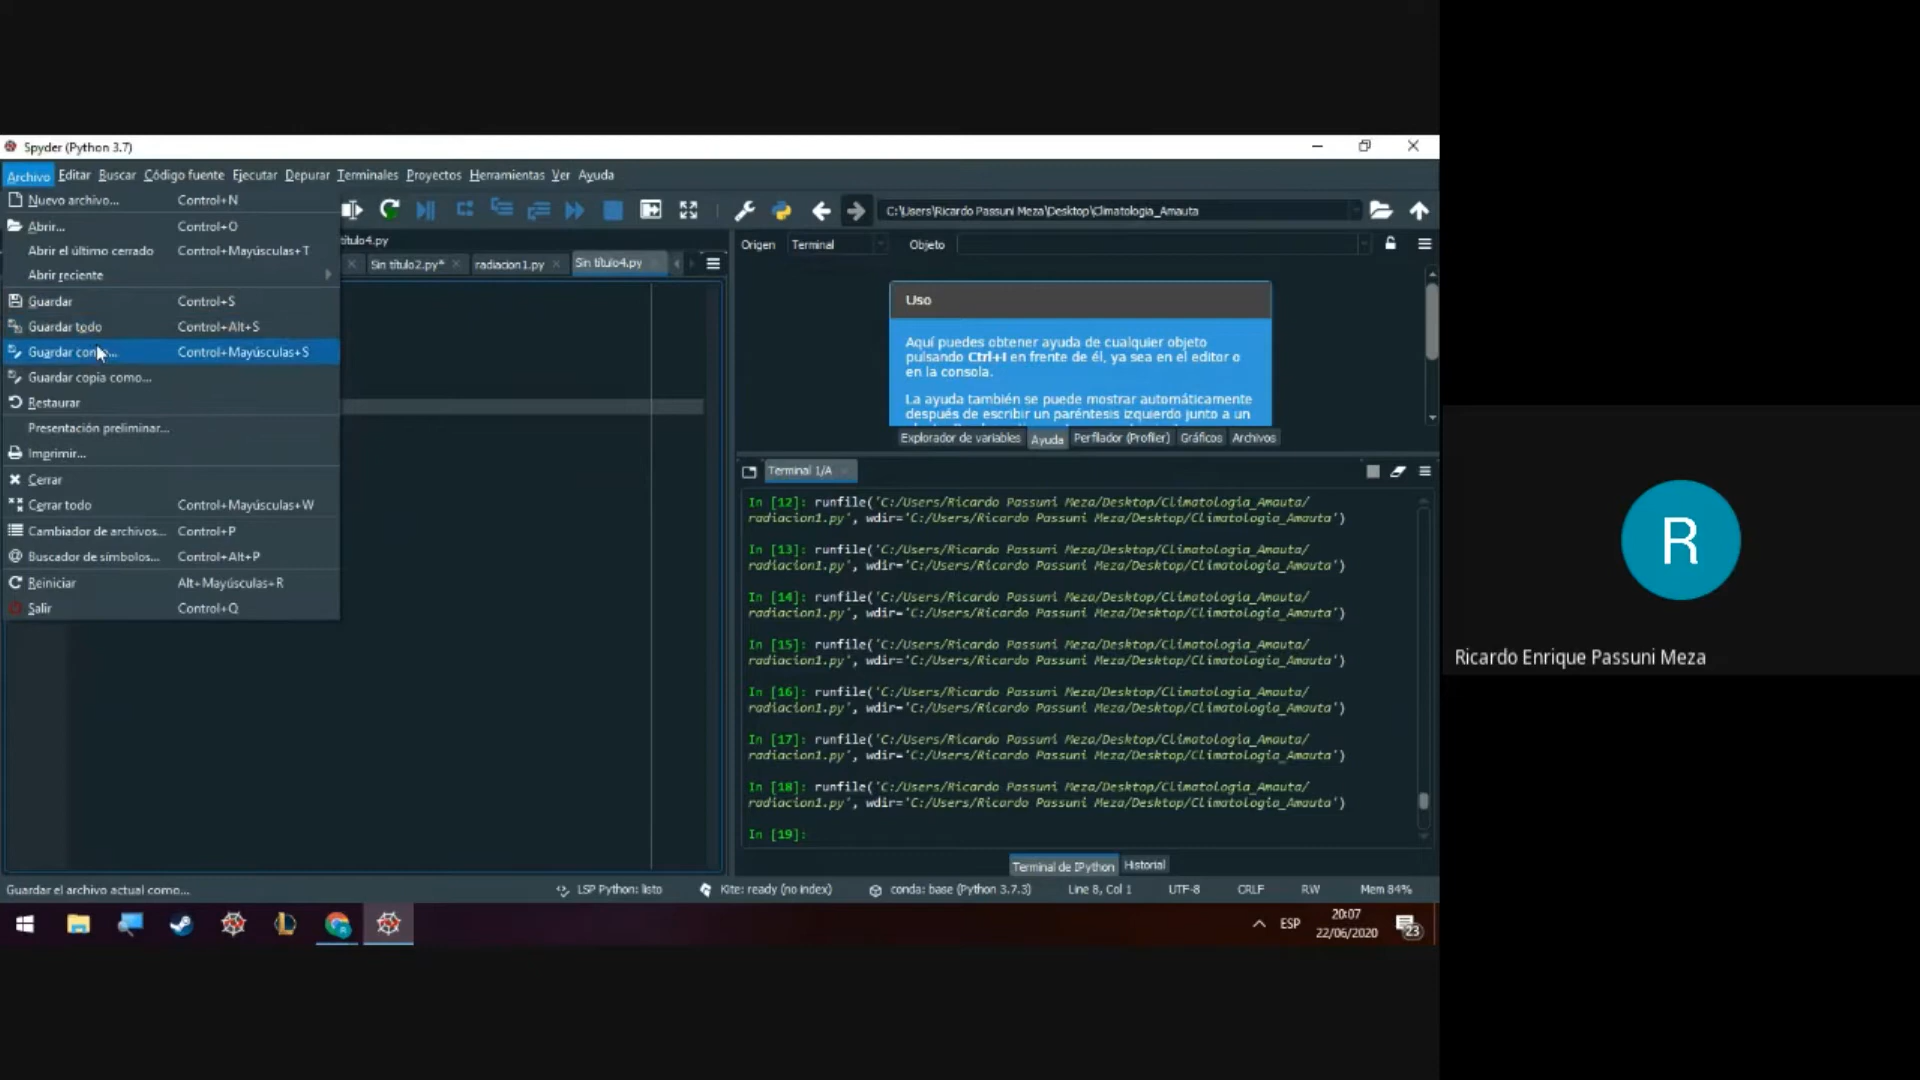 Spyder (Python 3.7)
Archivo Editar Buscar Código fuente Ejecutar Depurar Terminales Proyectos Herramientas Ver Ayuda
Nuevo archivo... Control+N
Abrir... Control+O
Abrir el último cerrado Control+Mayúsculas+T
Abrir reciente
Guardar Control+S
Guardar todo Control+Alt+S
Guardar Control+Mayúsculas+S
Guardar copia como...
Restaurar
Presentación preliminar...
Imprimir...
Cerrar
Cerrar todo Control+Mayúsculas+W
Cambiador de archivos... Control+P
Buscador de símbolos... Control+Alt+P
Reiniciar Alt+Mayúsculas+R
Salir Control+Q
C:\Users\Ricardo Passuni Meza\Desktop\Climatologia_Amauta
título4.py
Sin título2.py* radiacion1.py Sin título4.py
Origen Terminal Objeto
Uso
Aquí puedes obtener ayuda de cualquier objeto
pulsando Ctrl+I en frente de él, ya sea en el editor o
en la consola.
La ayuda también se puede mostrar automáticamente
después de escribir un paréntesis izquierdo junto a un
Explorador de variables Ayuda Perfilador (Profiler) Gráficos Archivos
Terminal 1/A
In [12]: runfile('C:/Users/Ricardo Passuni Meza/Desktop/Climatologia_Amauta/
radiacion1.py', wdir='C:/Users/Ricardo Passuni Meza/Desktop/Climatologia_Amauta')
In [13]: runfile('C:/Users/Ricardo Passuni Meza/Desktop/Climatologia_Amauta/
radiacion1.py', wdir='C:/Users/Ricardo Passuni Meza/Desktop/Climatologia_Amauta')
In [14]: runfile('C:/Users/Ricardo Passuni Meza/Desktop/Climatologia_Amauta/
radiacion1.py', wdir='C:/Users/Ricardo Passuni Meza/Desktop/Climatologia_Amauta')
In [15]: runfile('C:/Users/Ricardo Passuni Meza/Desktop/Climatologia_Amauta/
radiacion1.py', wdir='C:/Users/Ricardo Passuni Meza/Desktop/Climatologia_Amauta')
In [16]: runfile('C:/Users/Ricardo Passuni Meza/Desktop/Climatologia_Amauta/
radiacion1.py', wdir='C:/Users/Ricardo Passuni Meza/Desktop/Climatologia_Amauta')
In [17]: runfile('C:/Users/Ricardo Passuni Meza/Desktop/Climatologia_Amauta/
radiacion1.py', wdir='C:/Users/Ricardo Passuni Meza/Desktop/Climatologia_Amauta')
In [18]: runfile('C:/Users/Ricardo Passuni Meza/Desktop/Climatologia_Amauta/
radiacion1.py', wdir='C:/Users/Ricardo Passuni Meza/Desktop/Climatologia_Amauta')
In [19]:
Terminal de IPython Historial
Guardar el archivo actual como... LSP Python: listo Kite: ready (no index) conda: base (Python 3.7.3) Line 8, Col 1 UTF-8 CRLF RW Mem 84%
ESP 20:07
22/06/2020 23
R
Ricardo Enrique Passuni Meza